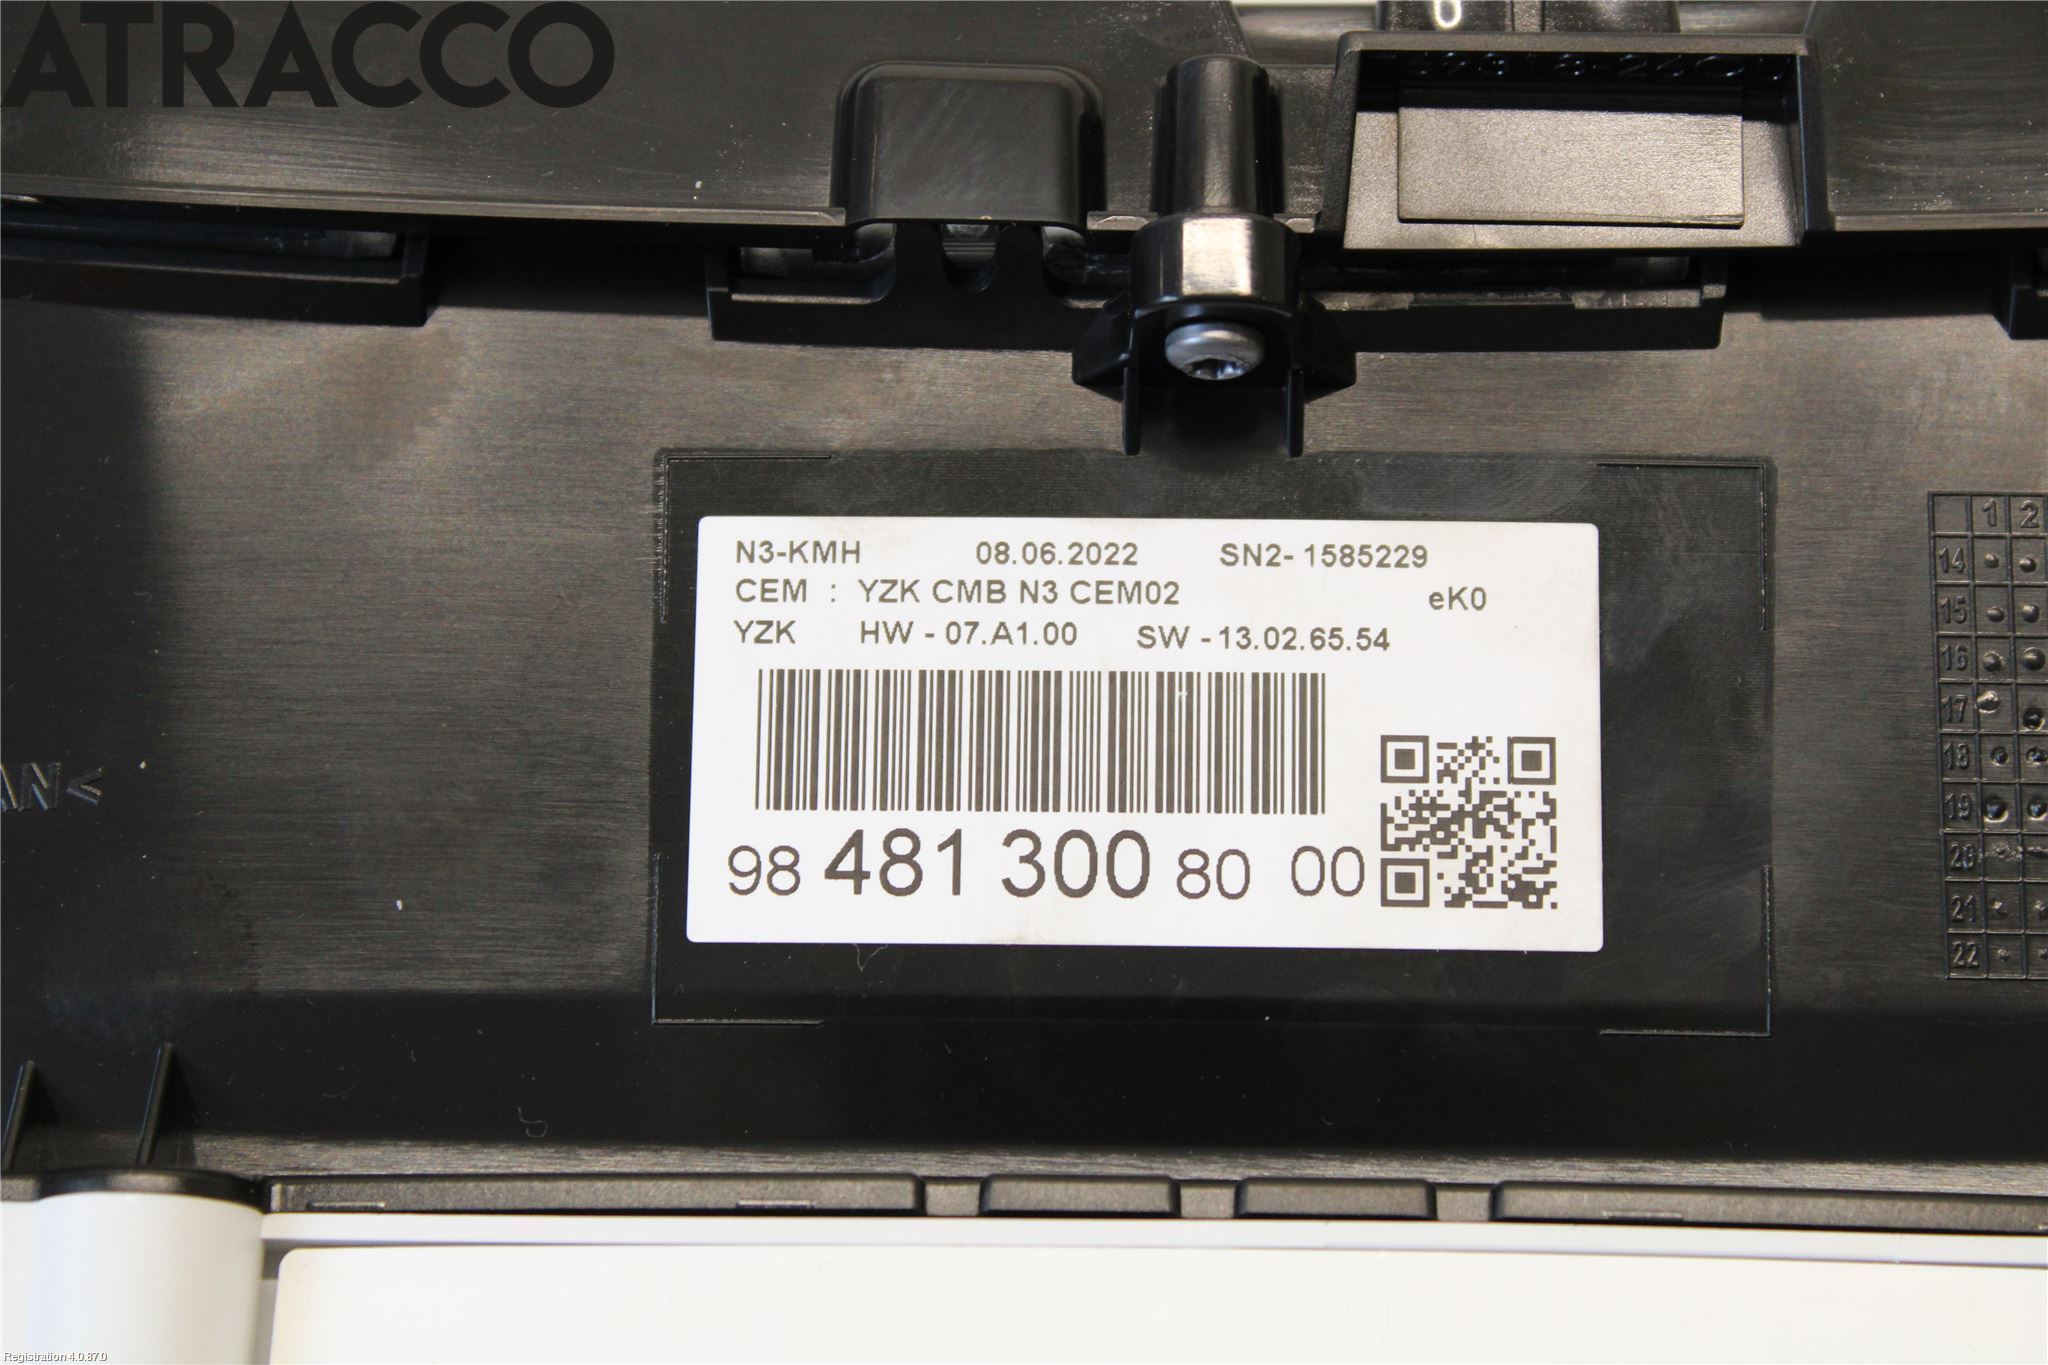 ATRACCO
N3-KMH 08.06.2022 SN2- 1585229
CEM : YZK CMB N3 CEM02 eK0
YZK HW - 07.A1.00 SW - 13.02.65.54
98 481 300 80 00
AN<
1 2
14
15
16
17
18
19
20
21
22
Registration 4.0.87.0